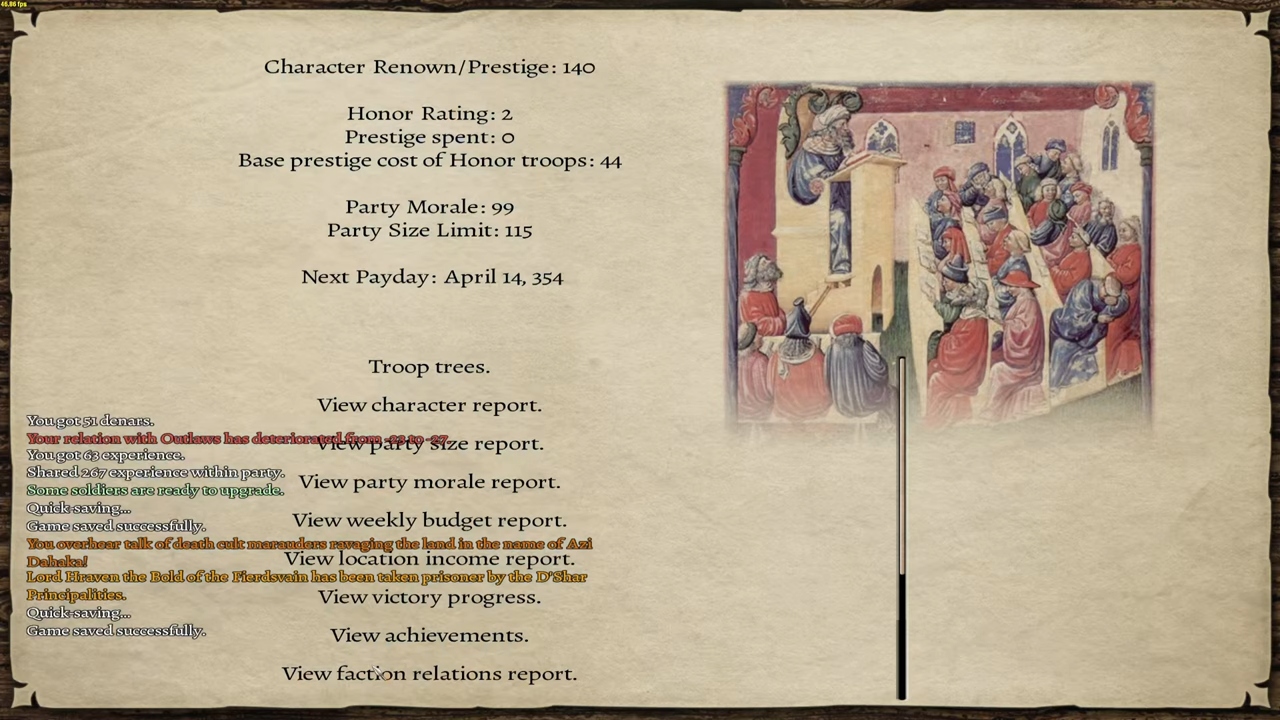 46.86 fps
Character Renown/Prestige: 140
Honor Rating: 2
Prestige spent: 0
Base prestige cost of Honor troops: 44
Party Morale: 99
Party Size Limit: 115
Next Payday: April 14, 354
Troop trees.
View character report.
View party size report.
View party morale report.
View weekly budget report.
View location income report.
View victory progress.
View achievements.
View faction relations report.
You got 51 denars.
Your relation with Outlaws has deteriorated from -23 to -27.
You got 63 experience.
Shared 267 experience within party.
Some soldiers are ready to upgrade.
Quick-saving...
Game saved successfully.
You overhear talk of death cult marauders ravaging the land in the name of Azi
Dahaka!
Lord Hraven the Bold of the Fierdsvain has been taken prisoner by the D'Shar
Principalities.
Quick-saving...
Game saved successfully.